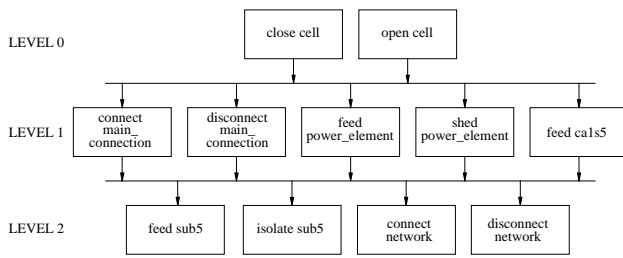 LEVEL 0
close cell
open cell
LEVEL 1
connect
main_
connection
disconnect
main_
connection
feed
power_element
shed
power_element
feed ca1s5
LEVEL 2
feed sub5
isolate sub5
connect
network
disconnect
network